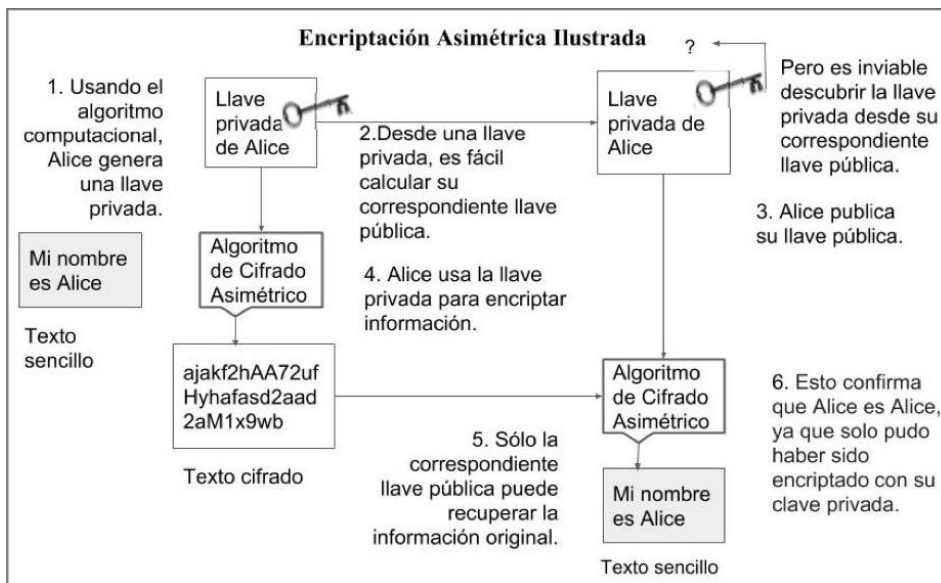 Encriptación Asimétrica Ilustrada
1. Usando el
algoritmo
computacional,
Alice genera
una llave
privada.
Llave
privada
de Alice
2.Desde una llave
privada, es fácil
calcular su
correspondiente llave
pública.
?
Llave
privada de
Alice
Pero es inviable
descubrir la llave
privada desde su
correspondiente
llave pública.
3. Alice publica
su llave pública.
Mi nombre
es Alice
Texto
sencillo
Algoritmo
de Cifrado
Asimétrico
4. Alice usa la llave
privada para encriptar
información.
ajakf2hAA72uf
Hyhafasd2aad
2aM1x9wb
Texto cifrado
5. Sólo la
correspondiente
llave pública puede
recuperar la
información original.
Algoritmo
de Cifrado
Asimétrico
Mi nombre
es Alice
Texto sencillo
6. Esto confirma
que Alice es Alice,
ya que solo pudo
haber sido
encriptado con su
clave privada.